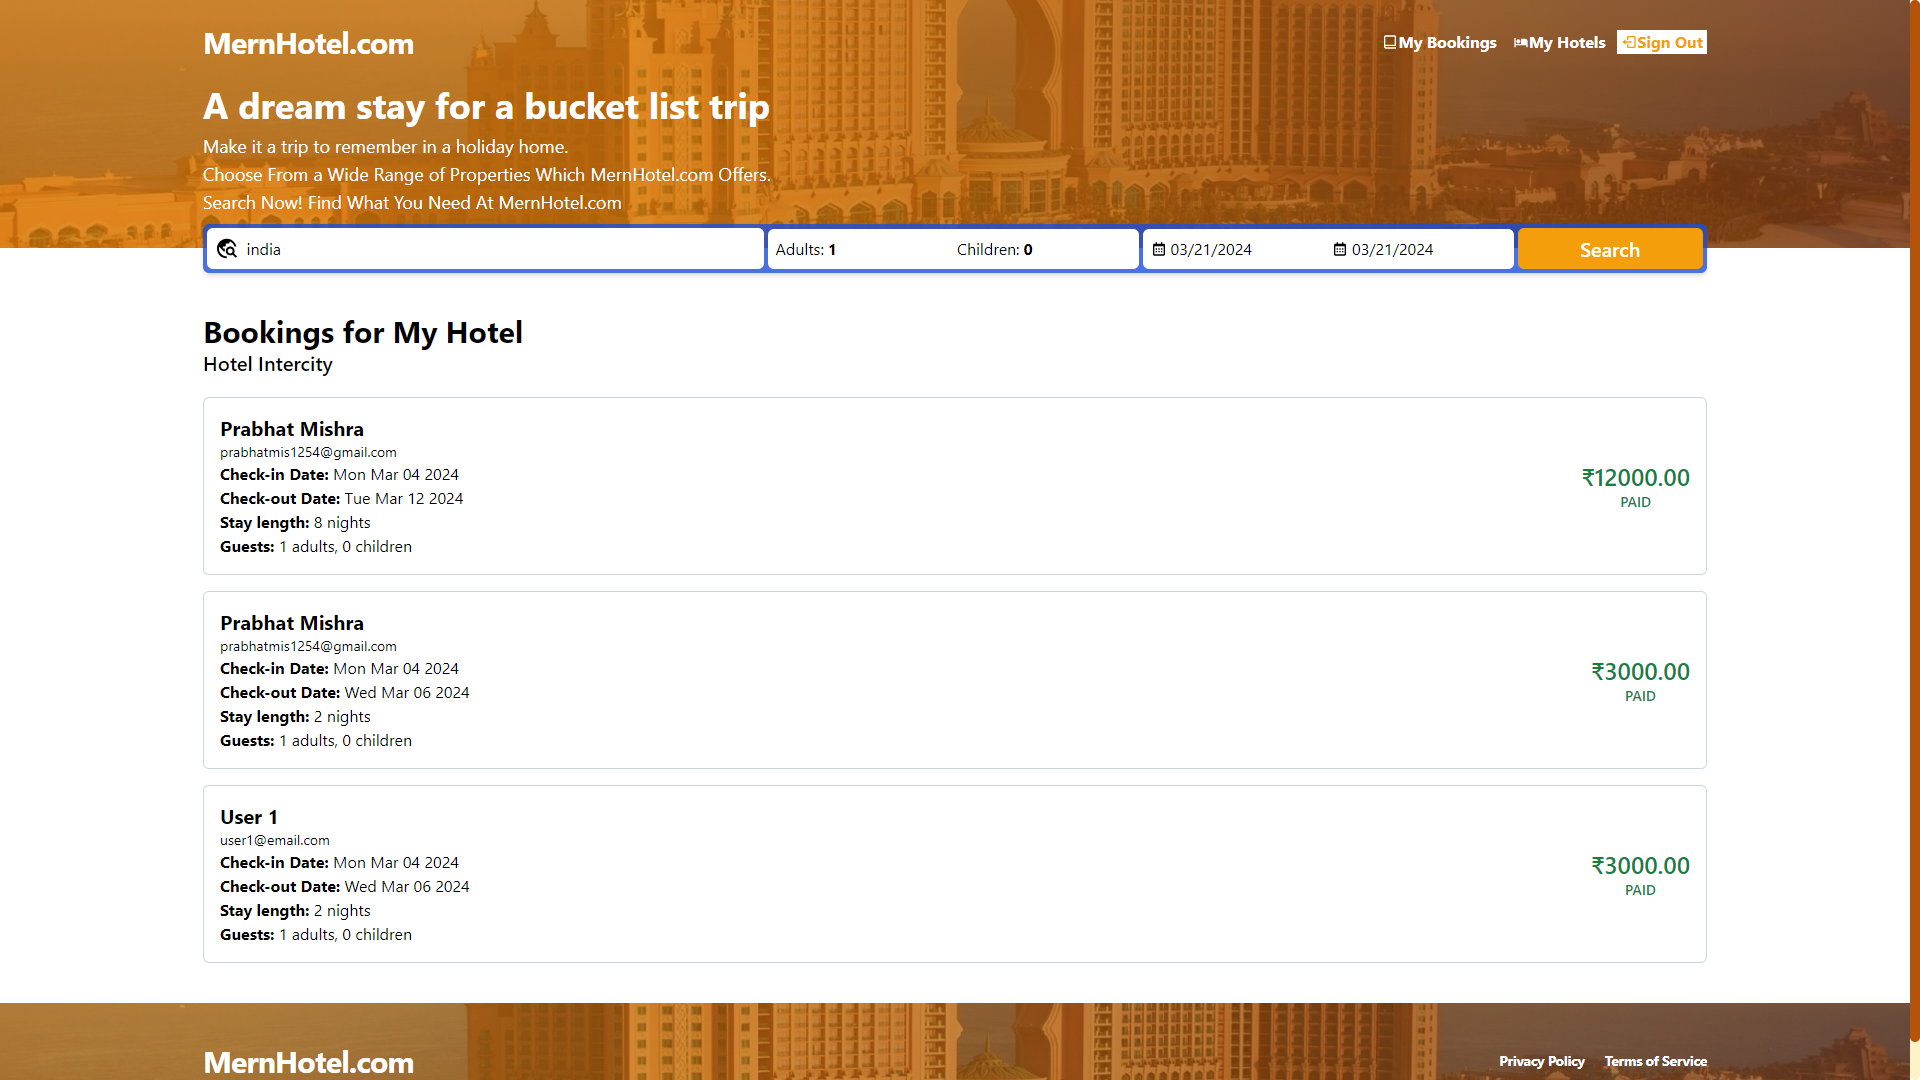 MernHotel.com
My Bookings
My Hotels
Sign Out
A dream stay for a bucket list trip
Make it a trip to remember in a holiday home.
Choose From a Wide Range of Properties Which MernHotel.com Offers.
Search Now! Find What You Need At MernHotel.com
india
Adults: 1
Children: 0
03/21/2024
03/21/2024
Search
Bookings for My Hotel
Hotel Intercity
Prabhat Mishra
prabhatmis1254@gmail.com
Check-in Date: Mon Mar 04 2024
Check-out Date: Tue Mar 12 2024
Stay length: 8 nights
Guests: 1 adults, 0 children
₹12000.00
PAID
Prabhat Mishra
prabhatmis1254@gmail.com
Check-in Date: Mon Mar 04 2024
Check-out Date: Wed Mar 06 2024
Stay length: 2 nights
Guests: 1 adults, 0 children
₹3000.00
PAID
User 1
user1@email.com
Check-in Date: Mon Mar 04 2024
Check-out Date: Wed Mar 06 2024
Stay length: 2 nights
Guests: 1 adults, 0 children
₹3000.00
PAID
MernHotel.com
Privacy Policy
Terms of Service